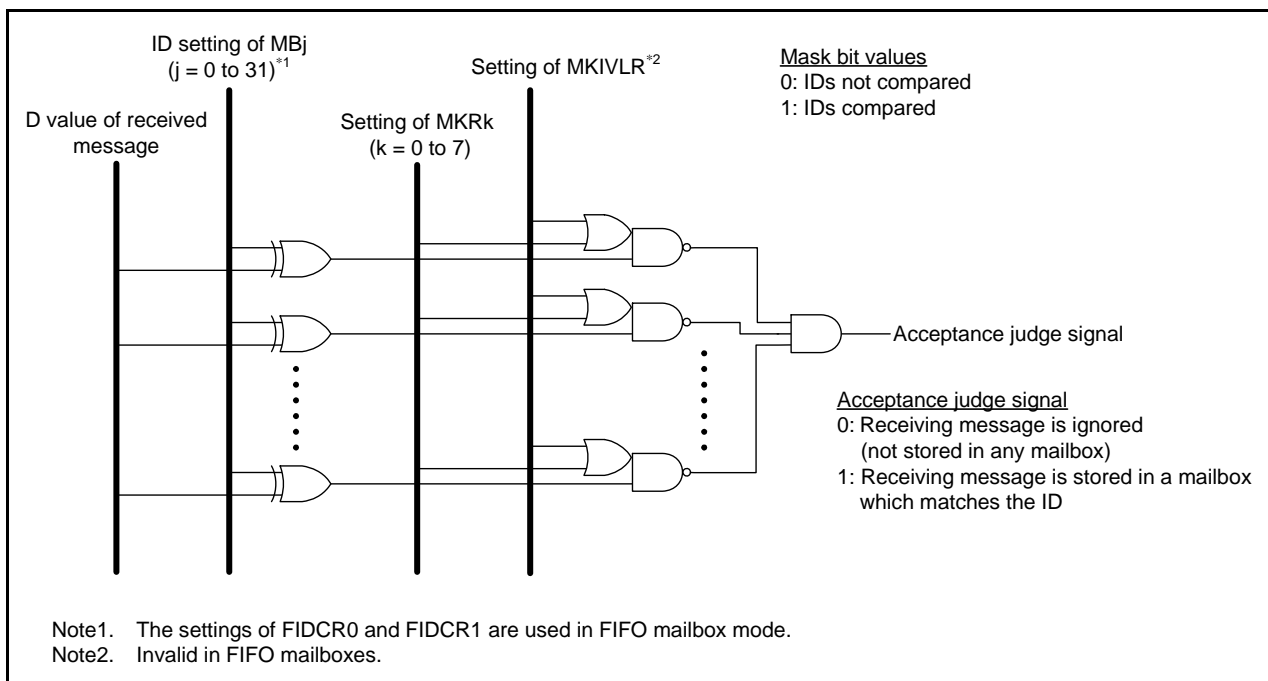 ID setting of MBj
(j = 0 to 31)*1
Setting of MKIVLR*2
Mask bit values
0: IDs not compared
1: IDs compared
D value of received
message
Setting of MKRk
(k = 0 to 7)
Acceptance judge signal
Acceptance judge signal
0: Receiving message is ignored
(not stored in any mailbox)
1: Receiving message is stored in a mailbox
which matches the ID
Note1. The settings of FIDCR0 and FIDCR1 are used in FIFO mailbox mode.
Note2. Invalid in FIFO mailboxes.